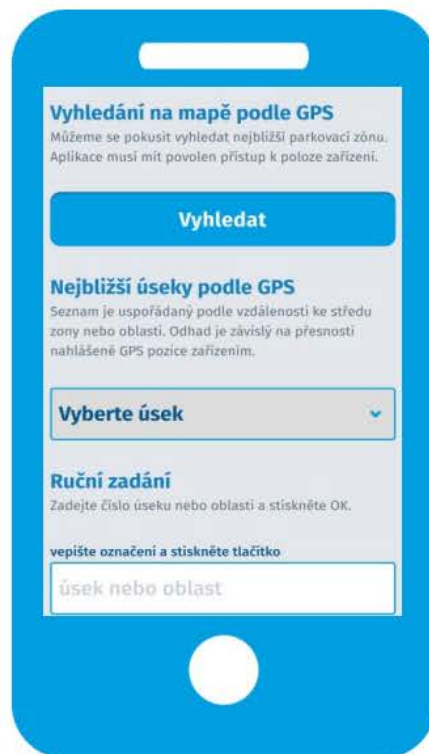 Vyhledání na mapě podle GPS
Můžeme se pokusit vyhledat nejbližší parkovací zónu.
Aplikace musí mít povolen přístup k poloze zařízení.
Vyhledat
Nejbližší úseky podle GPS
Seznam je uspořádaný podle vzdálenosti ke středu
zony nebo oblasti. Odhad je závislý na přesnosti
nahlášené GPS pozice zařízením.
Vyberte úsek
Ruční zadání
Zadejte číslo úseku nebo oblasti a stiskněte OK.
vepište označení a stiskněte tlačítko
úsek nebo oblast